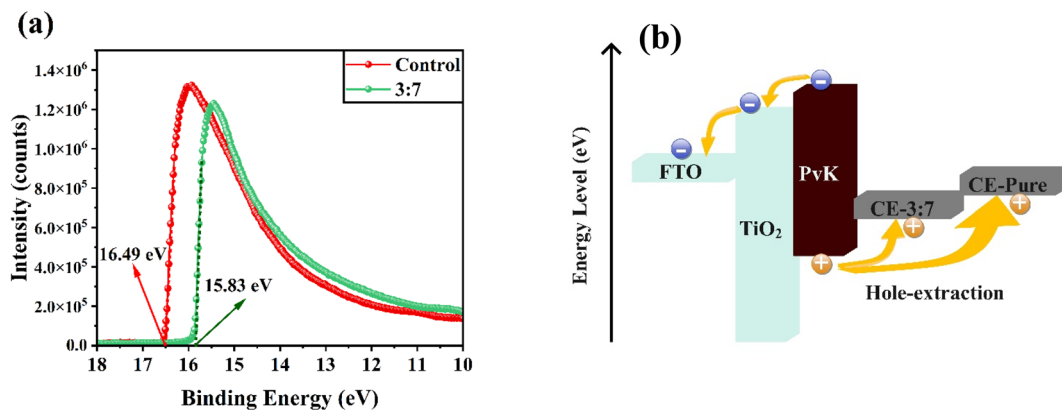 (a)
Control
3:7
1.4×10⁶
1.2×10⁶
1.0×10⁶
8.0×10⁵
6.0×10⁵
4.0×10⁵
2.0×10⁵
0.0
Intensity (counts)
16.49 eV
15.83 eV
18 17 16 15 14 13 12 11 10
Binding Energy (eV)
(b)
Energy Level (eV)
FTO
TiO₂
PvK
CE-3:7
CE-Pure
Hole-extraction